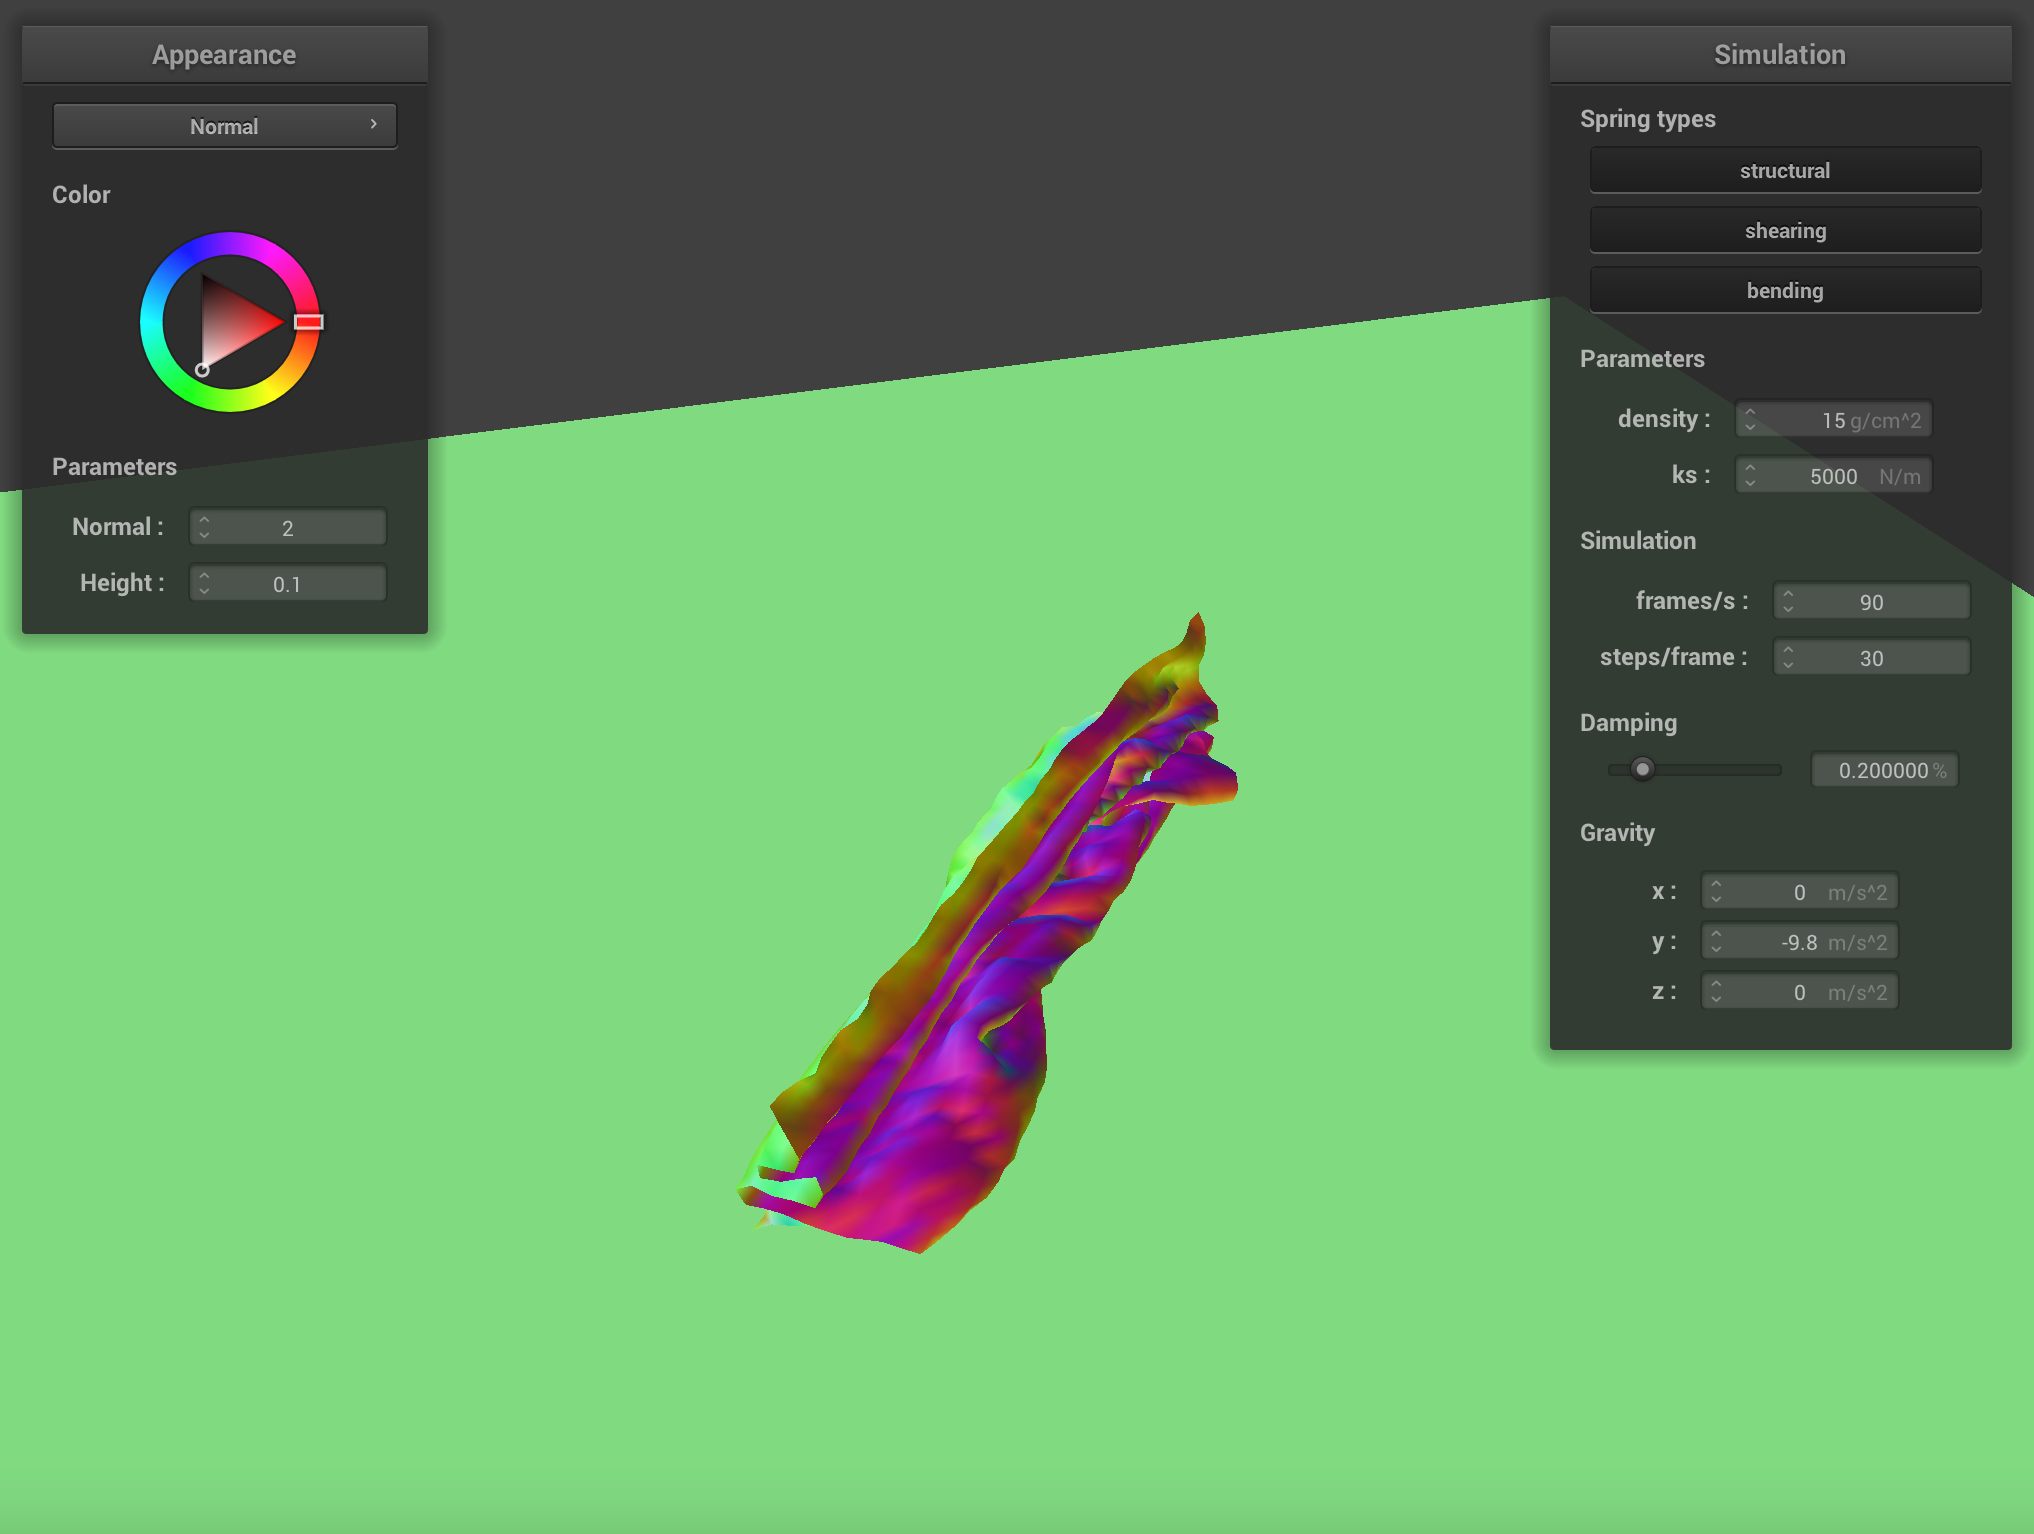 Appearance
Normal
Color
Parameters
Normal : 2
Height : 0.1
Simulation
Spring types
structural
shearing
bending
Parameters
density : 15 g/cm^2
ks : 5000 N/m
Simulation
frames/s : 90
steps/frame : 30
Damping
0.200000 %
Gravity
x : 0 m/s^2
y : -9.8 m/s^2
z : 0 m/s^2